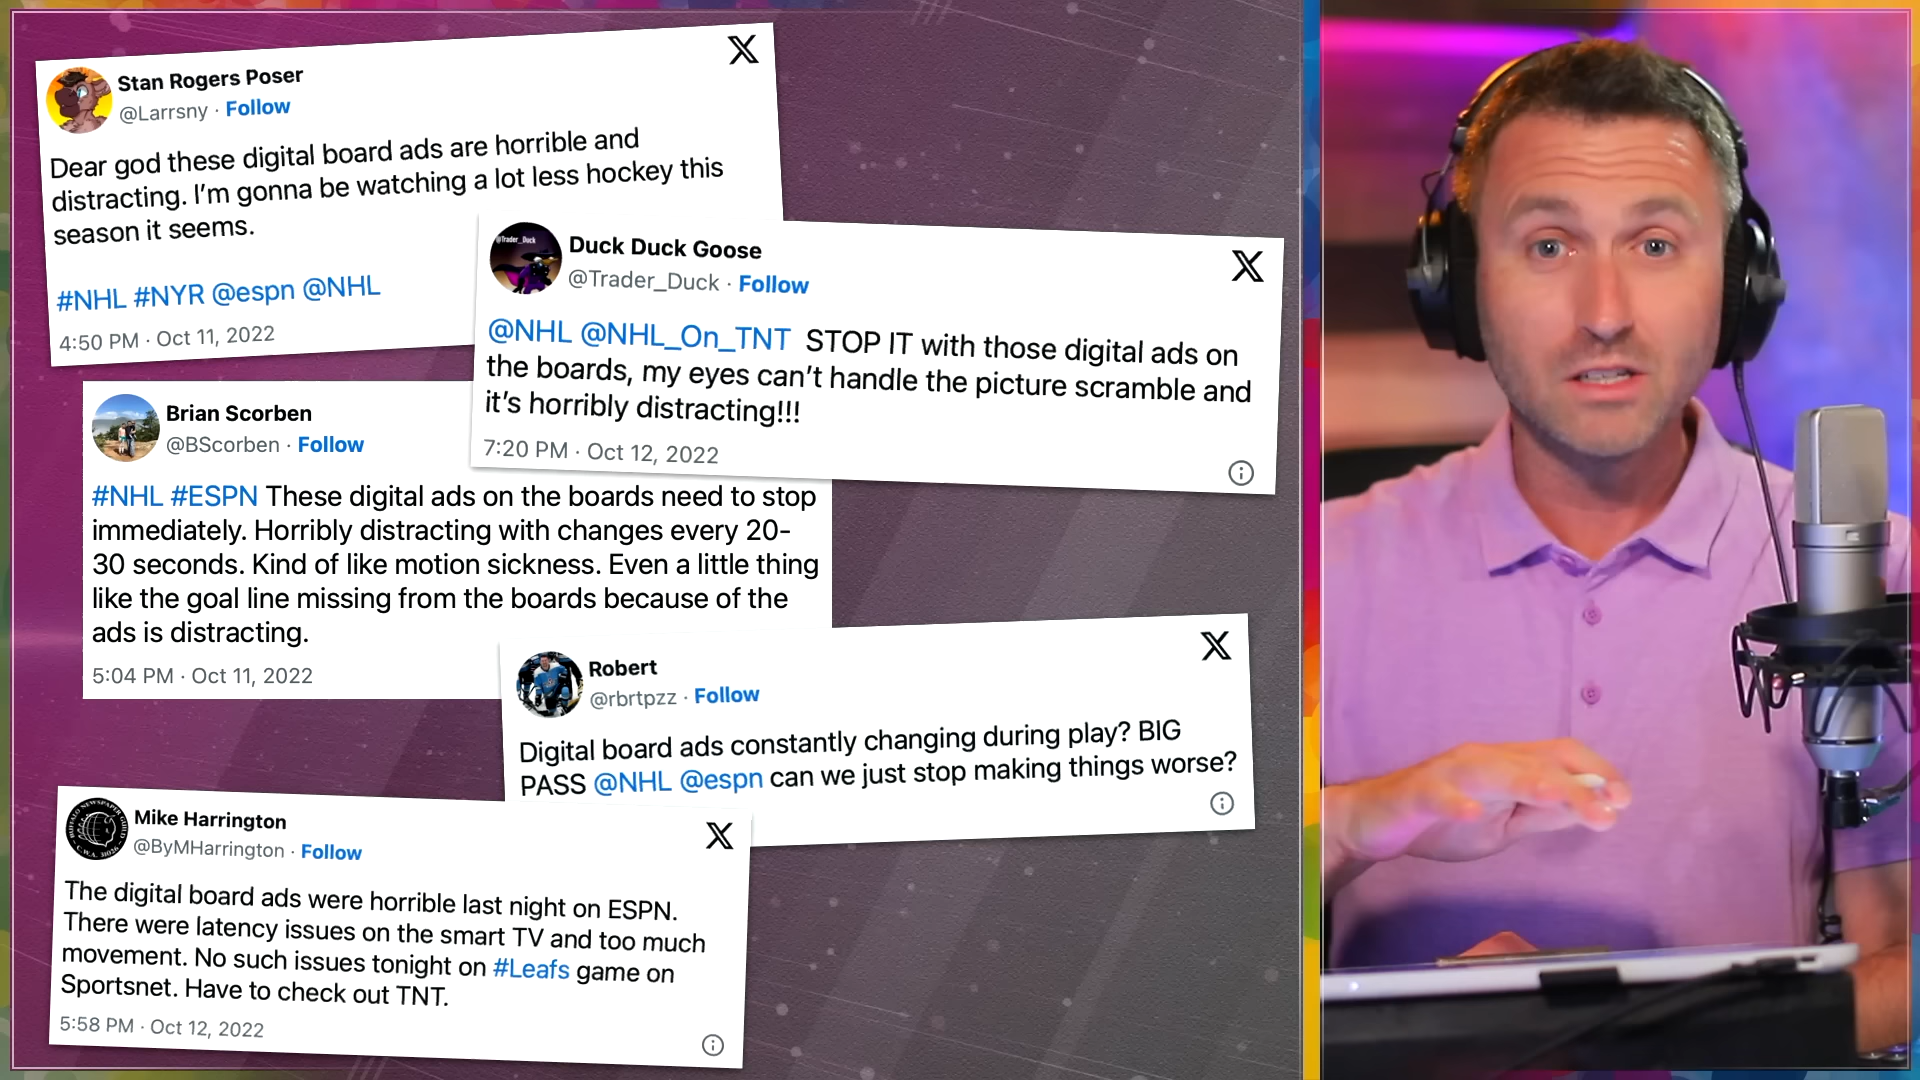 Stan Rogers Poser
@Larrsny · Follow
Dear god these digital board ads are horrible and
distracting. I’m gonna be watching a lot less hockey this
season it seems.
#NHL #NYR @espn @NHL
4:50 PM · Oct 11, 2022
@Trader_Duck
Duck Duck Goose
@Trader_Duck · Follow
@NHL @NHL_On_TNT STOP IT with those digital ads on
the boards, my eyes can’t handle the picture scramble and
it’s horribly distracting!!!
7:20 PM · Oct 12, 2022
Brian Scorben
@BScorben · Follow
#NHL #ESPN These digital ads on the boards need to stop
immediately. Horribly distracting with changes every 20-
30 seconds. Kind of like motion sickness. Even a little thing
like the goal line missing from the boards because of the
ads is distracting.
5:04 PM · Oct 11, 2022
Robert
@rbrtpzz · Follow
Digital board ads constantly changing during play? BIG
PASS @NHL @espn can we just stop making things worse?
BUFFALO NEWSPAPER GUILD
C.W.A. 31026
Mike Harrington
@ByMHarrington · Follow
The digital board ads were horrible last night on ESPN.
There were latency issues on the smart TV and too much
movement. No such issues tonight on #Leafs game on
Sportsnet. Have to check out TNT.
5:58 PM · Oct 12, 2022